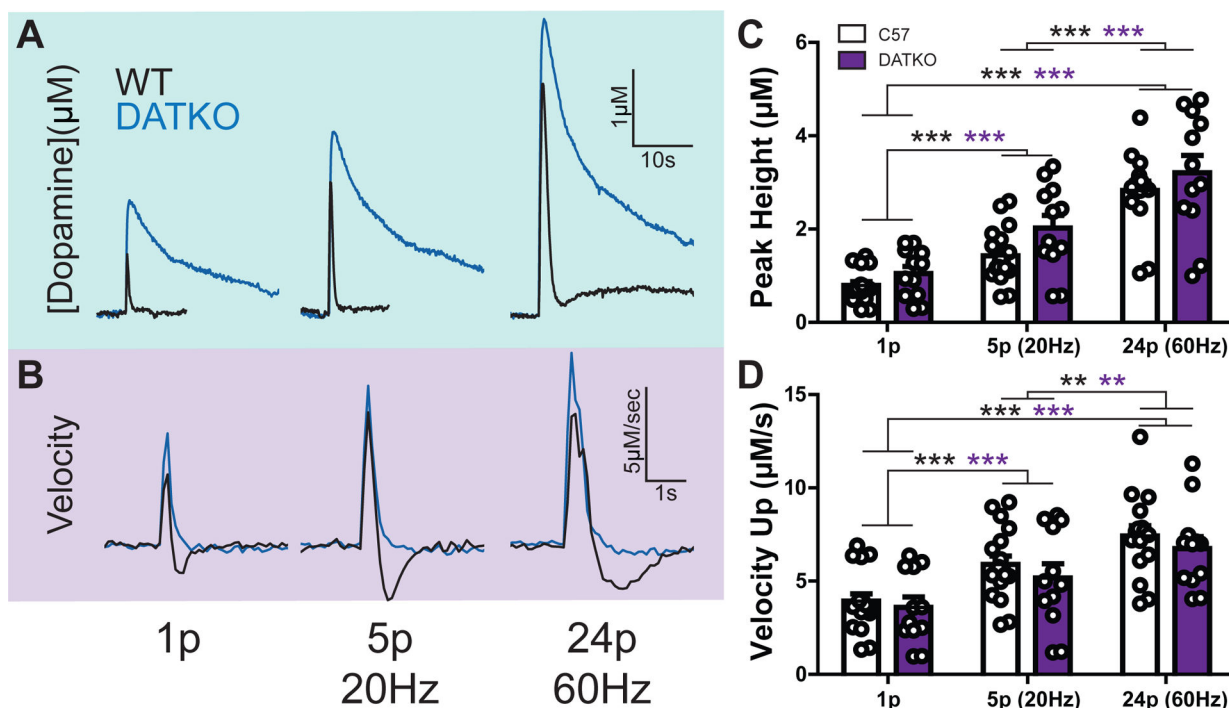 A
WT
DATKO
[Dopamine](μM)
1μM
10s
B
Velocity
5μM/sec
1s
1p
5p
20Hz
24p
60Hz
C
C57
DATKO
*** ***
*** ***
*** ***
Peak Height (μM)
6
4
2
0
1p
5p (20Hz)
24p (60Hz)
D
** **
*** ***
*** ***
Velocity Up (μM/s)
15
10
5
0
1p
5p (20Hz)
24p (60Hz)